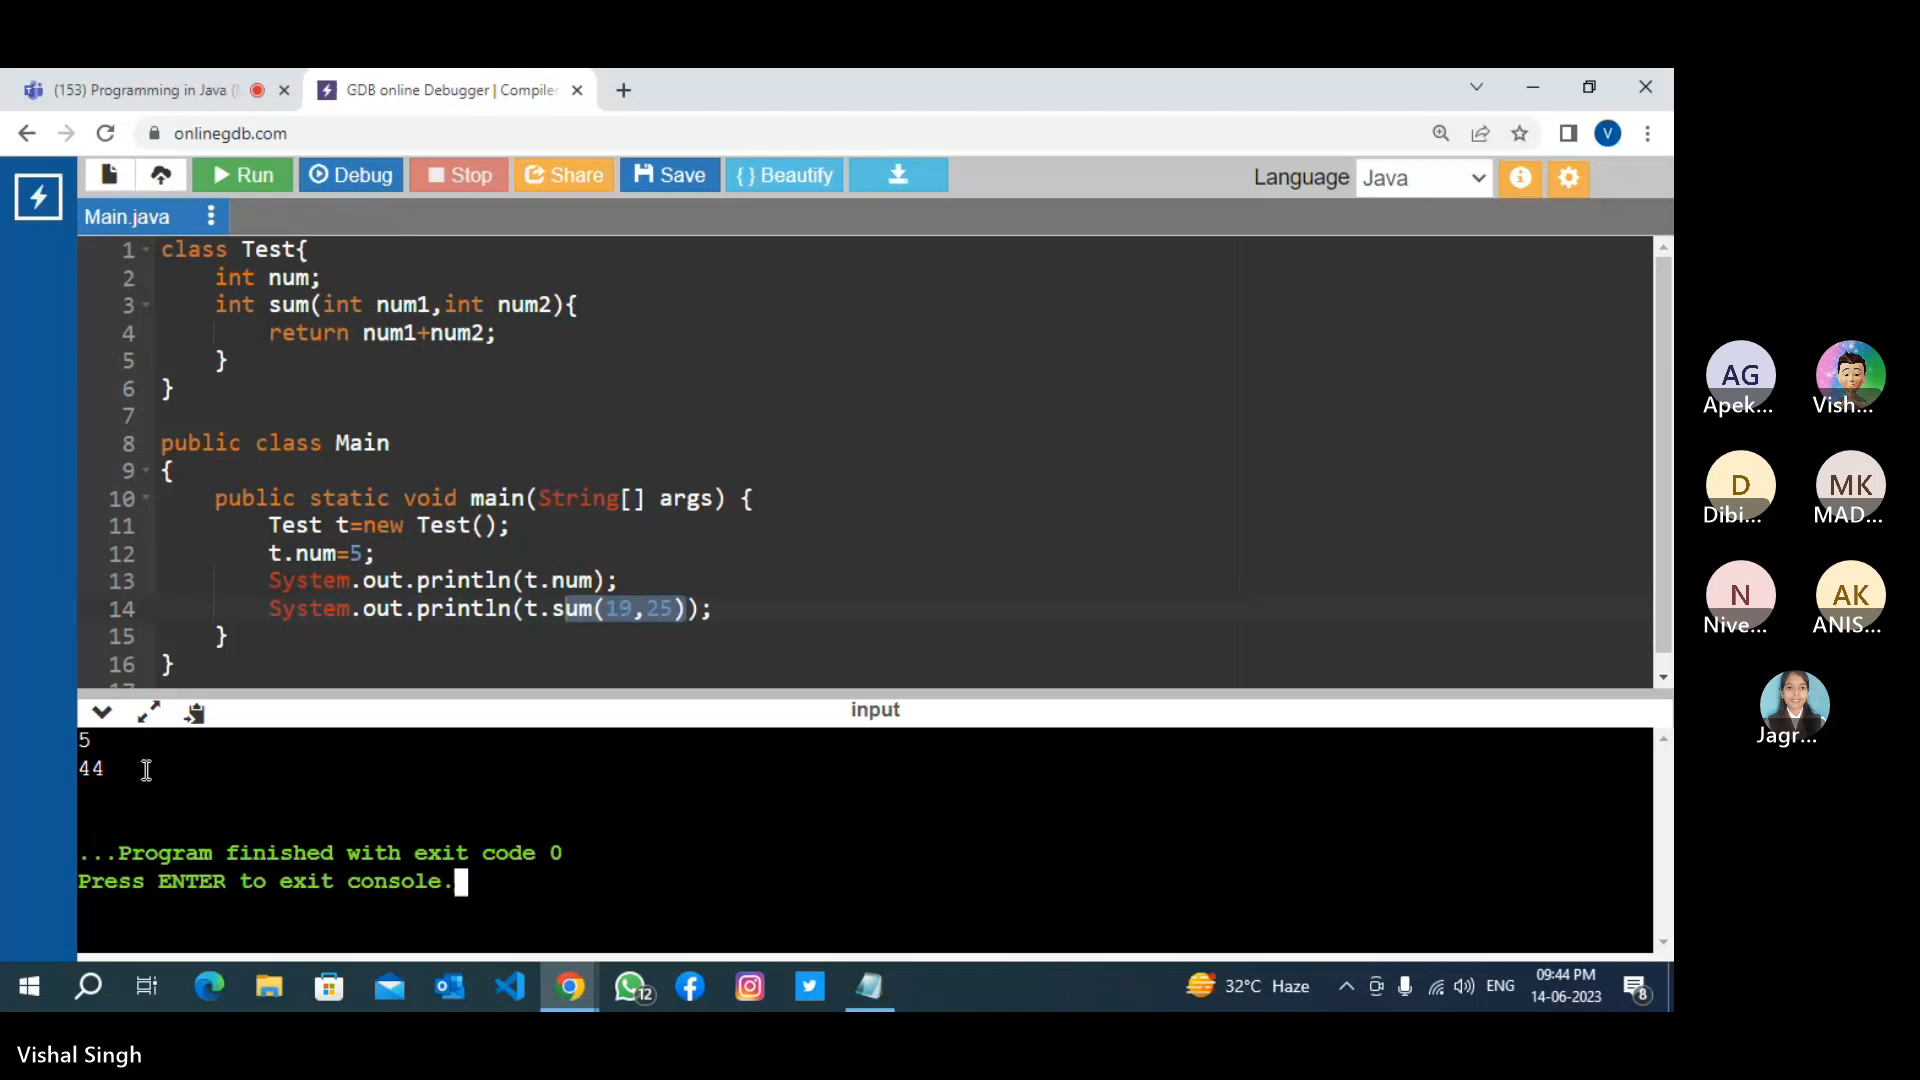 (153) Programming in Java (
GDB online Debugger | Compiler
onlinegdb.com
V
Run
Debug
Stop
Share
Save
{ } Beautify
Language
Java
Main.java
1 class Test{
2 int num;
3 int sum(int num1,int num2){
4 return num1+num2;
5 }
6 }
7
8 public class Main
9 {
10 public static void main(String[] args) {
11 Test t=new Test();
12 t.num=5;
13 System.out.println(t.num);
14 System.out.println(t.sum(19,25));
15 }
16 }
17
input
5
44
...Program finished with exit code 0
Press ENTER to exit console.
12
32°C Haze
ENG
09:44 PM
14-06-2023
8
AG
Apek...
Vish...
D
Dibi...
MK
MAD...
N
Nive...
AK
ANIS...
Jagr...
Vishal Singh